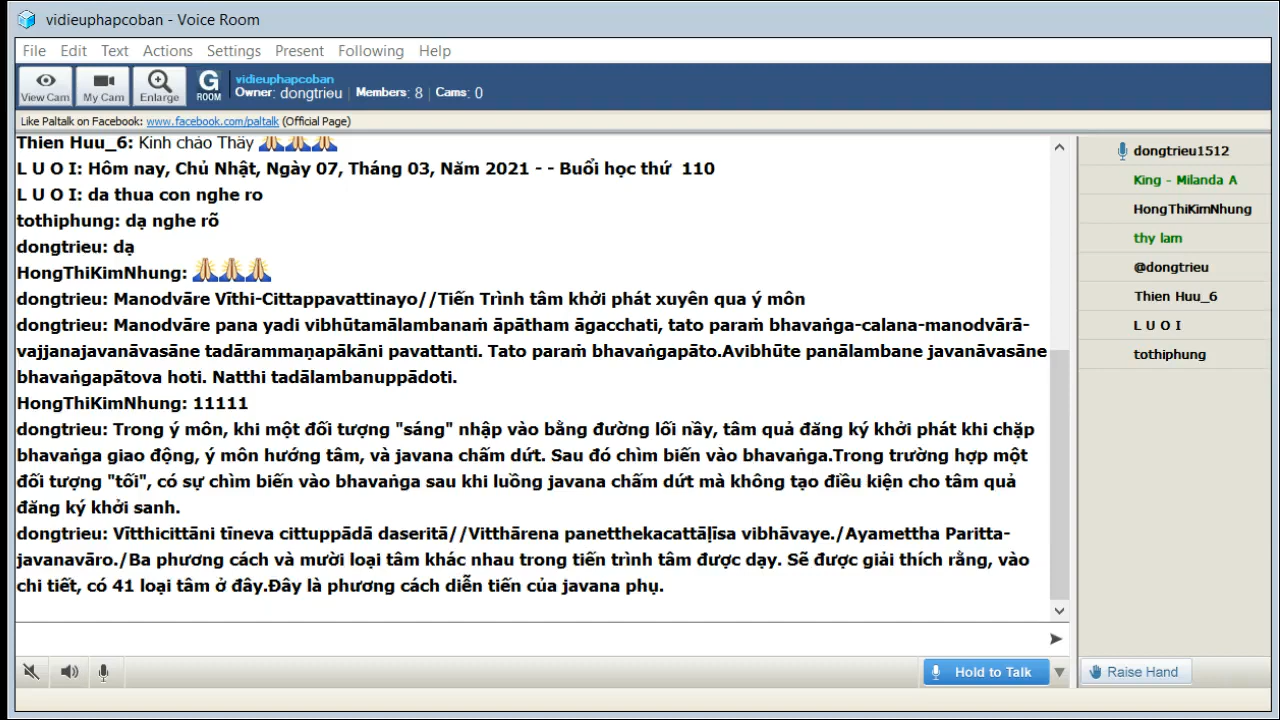 vidieuphapcoban - Voice Room
File Edit Text Actions Settings Present Following Help
View Cam My Cam Enlarge G ROOM
vidieuphapcoban
Owner: dongtrieu | Members: 8 | Cams: 0
Like Paltalk on Facebook: www.facebook.com/paltalk (Official Page)
Thien Huu_6: Kính chào Thầy 🙏🙏🙏
L U O I: Hôm nay, Chủ Nhật, Ngày 07, Tháng 03, Năm 2021 - - Buổi học thứ 110
L U O I: da thua con nghe ro
tothiphung: dạ nghe rõ
dongtrieu: dạ
HongThiKimNhung: 🙏🙏🙏
dongtrieu: Manodvāre Vīthi-Cittappavattinayo//Tiến Trình tâm khởi phát xuyên qua ý môn
dongtrieu: Manodvāre pana yadi vibhūtamālambanaṁ āpātham āgacchati, tato paraṁ bhavaṅga-calana-manodvārā-
vajjanajavanāvasāne tadārammaṇapākāni pavattanti. Tato paraṁ bhavaṅgapāto.Avibhūte panālambane javanāvasāne
bhavaṅgapātova hoti. Natthi tadālambanuppādoti.
HongThiKimNhung: 11111
dongtrieu: Trong ý môn, khi một đối tượng "sáng" nhập vào bằng đường lối nầy, tâm quả đăng ký khởi phát khi chặp
bhavaṅga giao động, ý môn hướng tâm, và javana chấm dứt. Sau đó chìm biến vào bhavaṅga.Trong trường hợp một
đối tượng "tối", có sự chìm biến vào bhavaṅga sau khi luồng javana chấm dứt mà không tạo điều kiện cho tâm quả
đăng ký khởi sanh.
dongtrieu: Vīthicittāni tīneva cittuppādā daseritā//Vitthārena panetthekacattāḷīsa vibhāvaye./Ayamettha Paritta-
javanavāro./Ba phương cách và mười loại tâm khác nhau trong tiến trình tâm được dạy. Sẽ được giải thích rằng, vào
chi tiết, có 41 loại tâm ở đây.Đây là phương cách diễn tiến của javana phụ.
dongtrieu1512
King - Milanda A
HongThiKimNhung
thy lam
@dongtrieu
Thien Huu_6
L U O I
tothiphung
Hold to Talk
Raise Hand